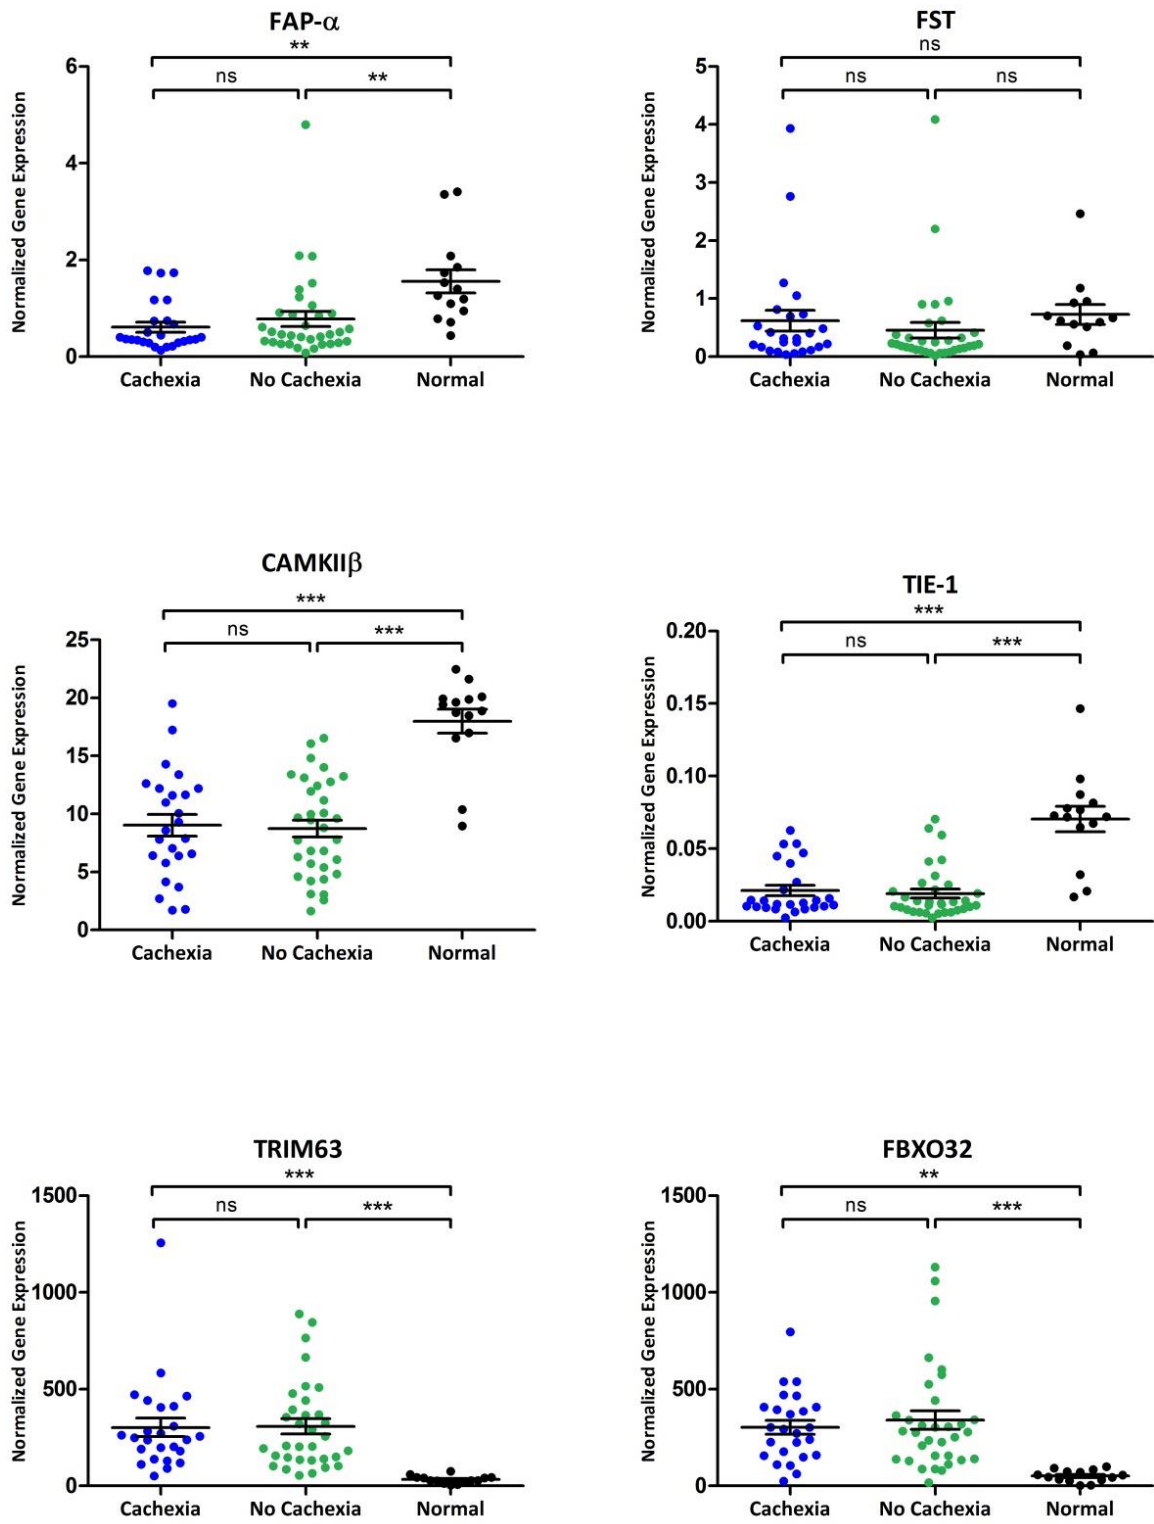 FAP-α
**
ns
**
Normalized Gene Expression
6
4
2
0
Cachexia
No Cachexia
Normal
FST
ns
ns
ns
Normalized Gene Expression
5
4
3
2
1
0
Cachexia
No Cachexia
Normal
CAMKIIβ
***
ns
***
Normalized Gene Expression
25
20
15
10
5
0
Cachexia
No Cachexia
Normal
TIE-1
***
ns
***
Normalized Gene Expression
0.20
0.15
0.10
0.05
0.00
Cachexia
No Cachexia
Normal
TRIM63
***
ns
***
Normalized Gene Expression
1500
1000
500
0
Cachexia
No Cachexia
Normal
FBXO32
**
ns
***
Normalized Gene Expression
1500
1000
500
0
Cachexia
No Cachexia
Normal